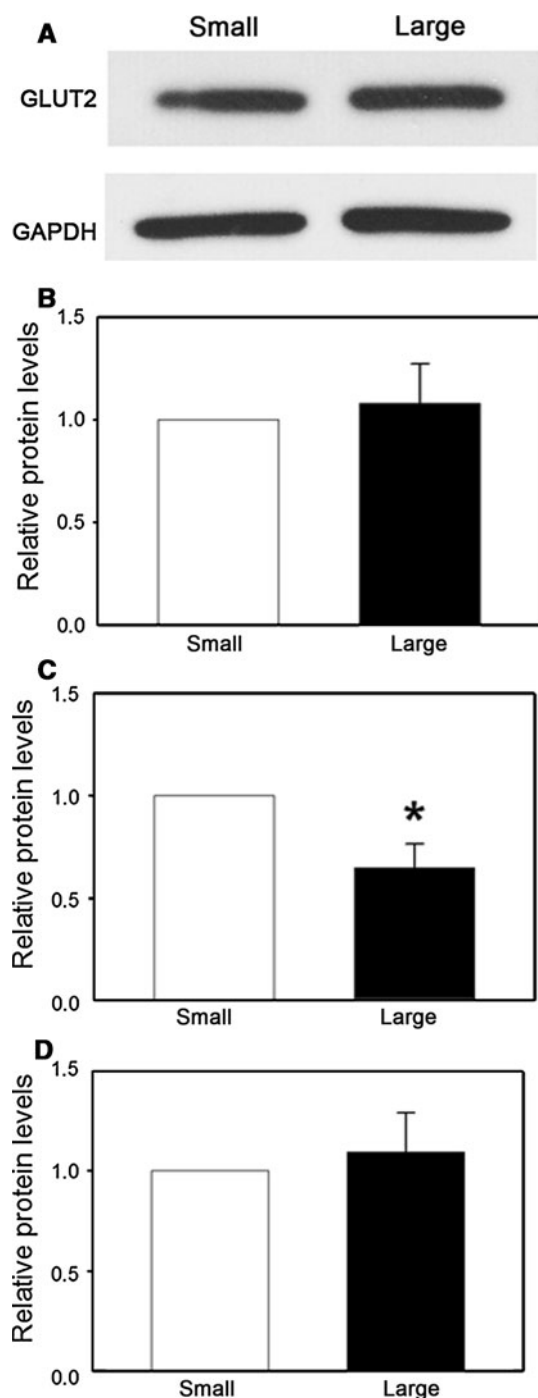 A
Small Large
GLUT2
GAPDH
B
Relative protein levels
1.5
1.0
0.5
0.0
Small Large
C
Relative protein levels
1.5
1.0
0.5
0.0
*
Small Large
D
Relative protein levels
1.5
1.0
0.5
0.0
Small Large